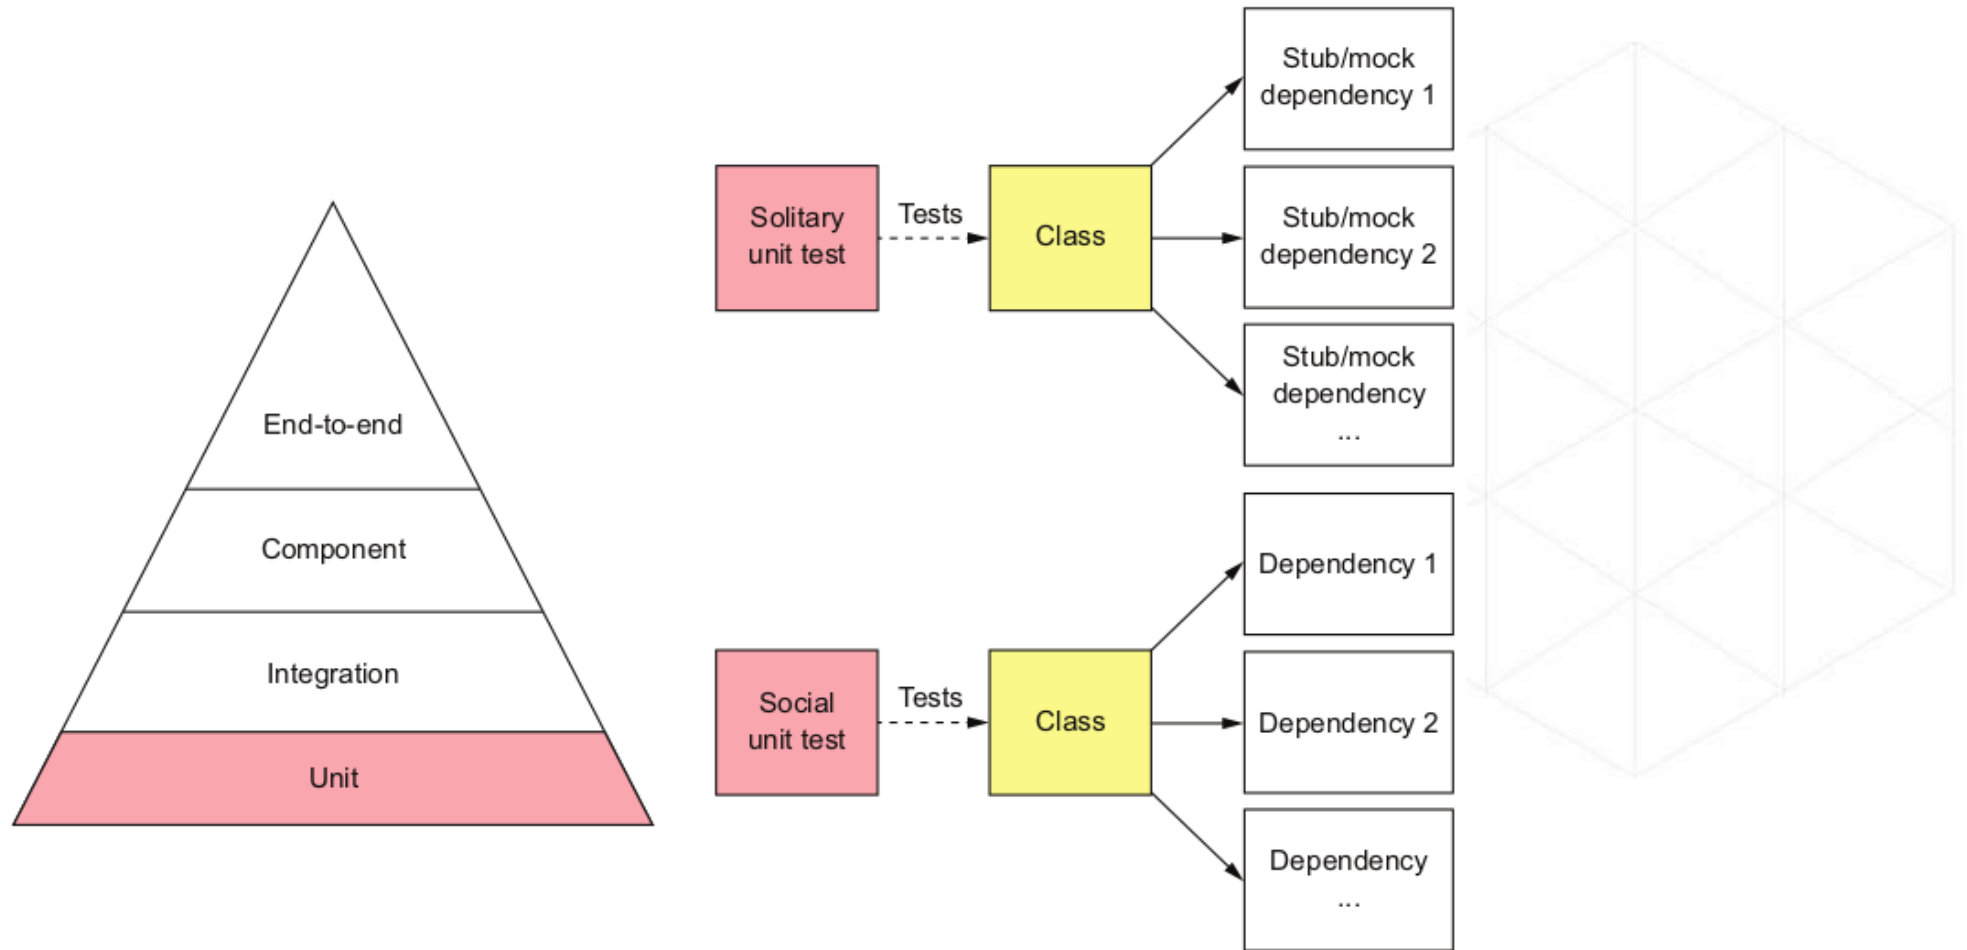 End-to-end
Component
Integration
Unit
Solitary
unit test
Tests
Class
Stub/mock
dependency 1
Stub/mock
dependency 2
Stub/mock
dependency
...
Social
unit test
Tests
Class
Dependency 1
Dependency 2
Dependency
...